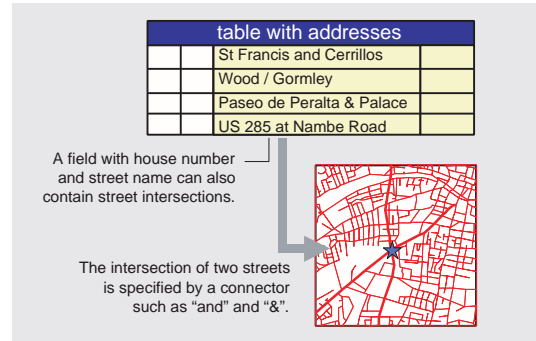 table with addresses
St Francis and Cerrillos
Wood / Gormley
Paseo de Peralta & Palace
US 285 at Nambe Road
A field with house number
and street name can also
contain street intersections.
The intersection of two streets
is specified by a connector
such as “and” and “&”.